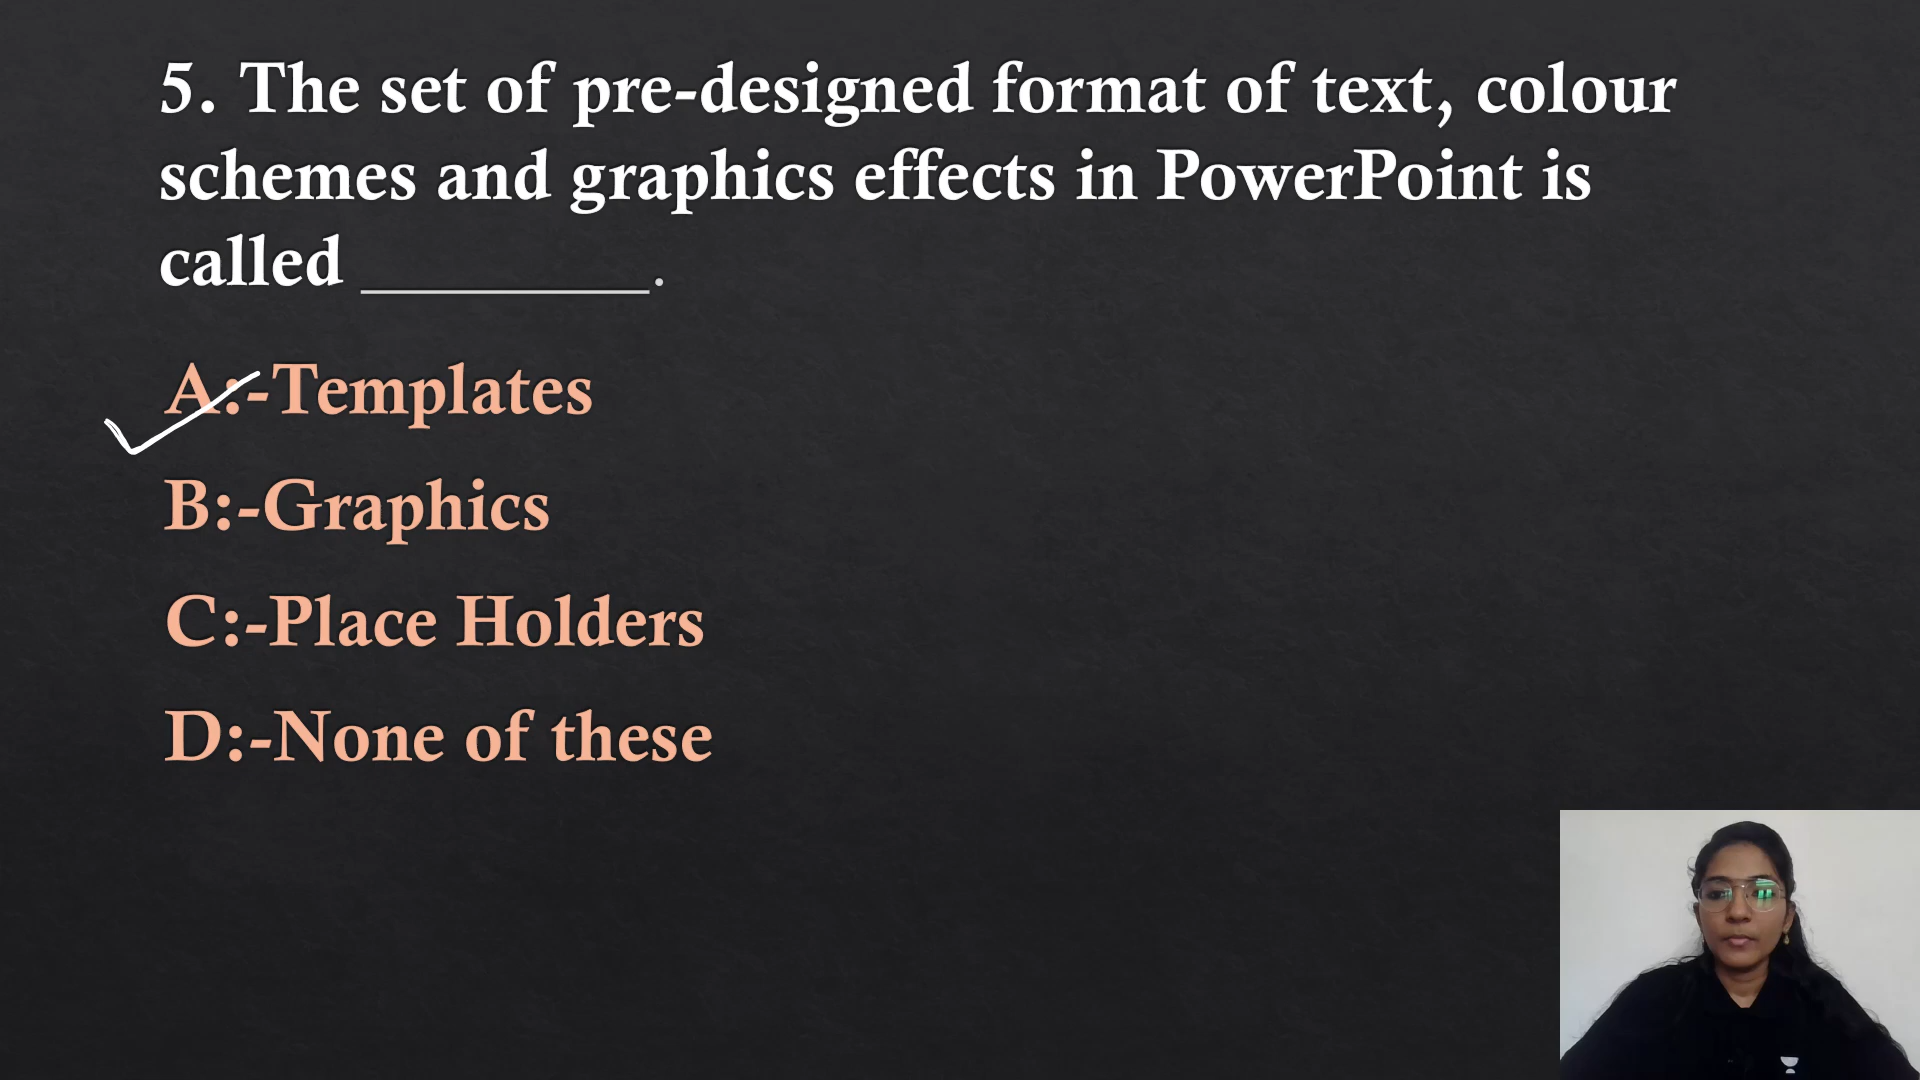 5. The set of pre-designed format of text, colour
schemes and graphics effects in PowerPoint is
called _________.
A:-Templates
B:-Graphics
C:-Place Holders
D:-None of these